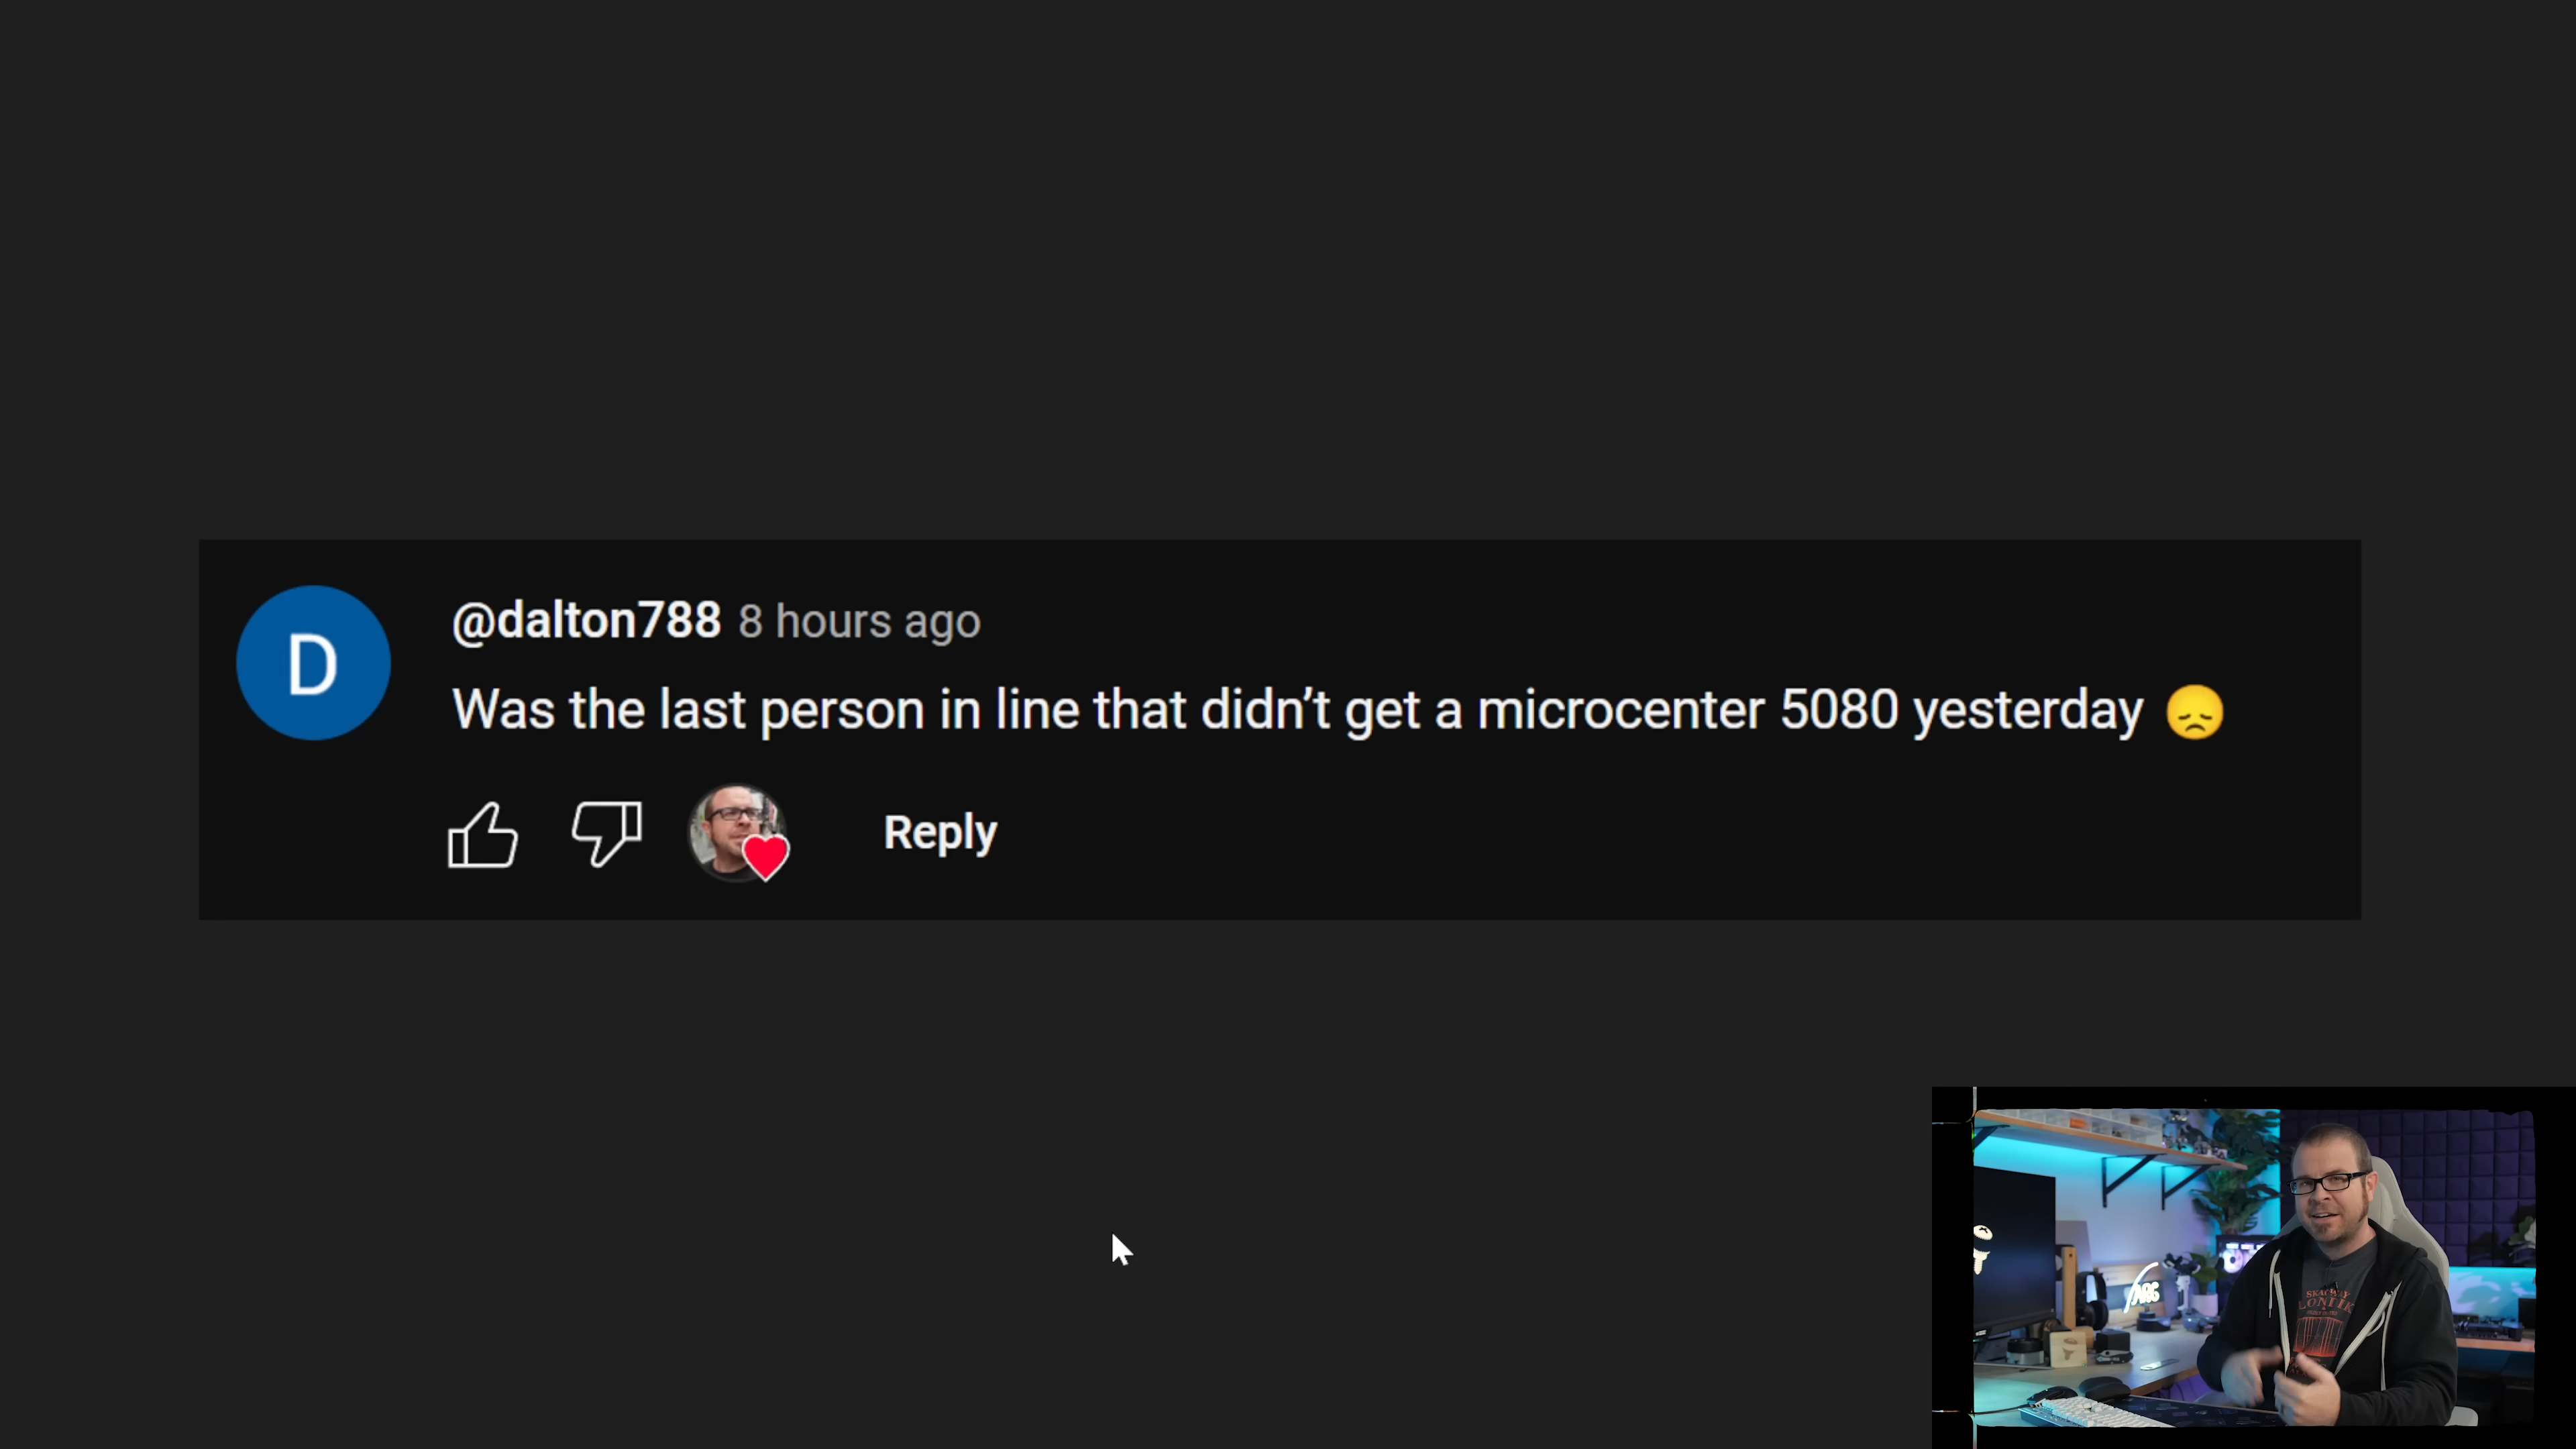 D
@dalton788 8 hours ago
Was the last person in line that didn’t get a microcenter 5080 yesterday 😞
Reply